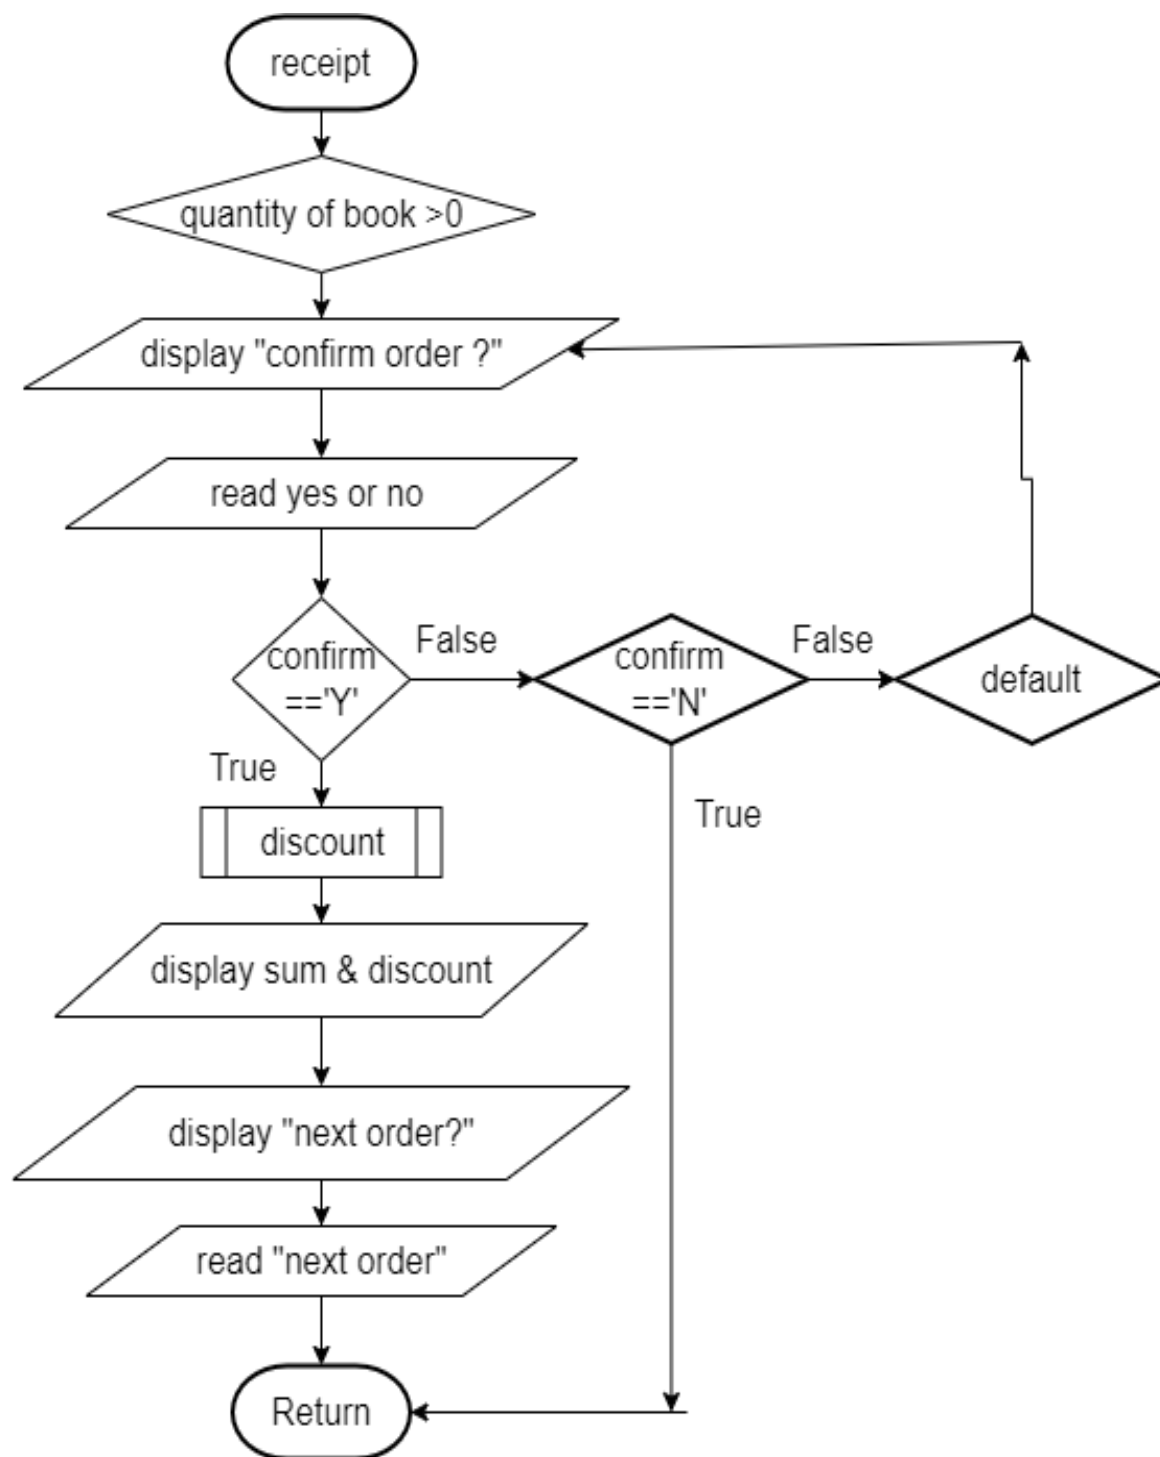 receipt
quantity of book >0
display "confirm order ?"
read yes or no
confirm
=='Y'
False
confirm
=='N'
False
default
True
True
discount
display sum & discount
display "next order?"
read "next order"
Return